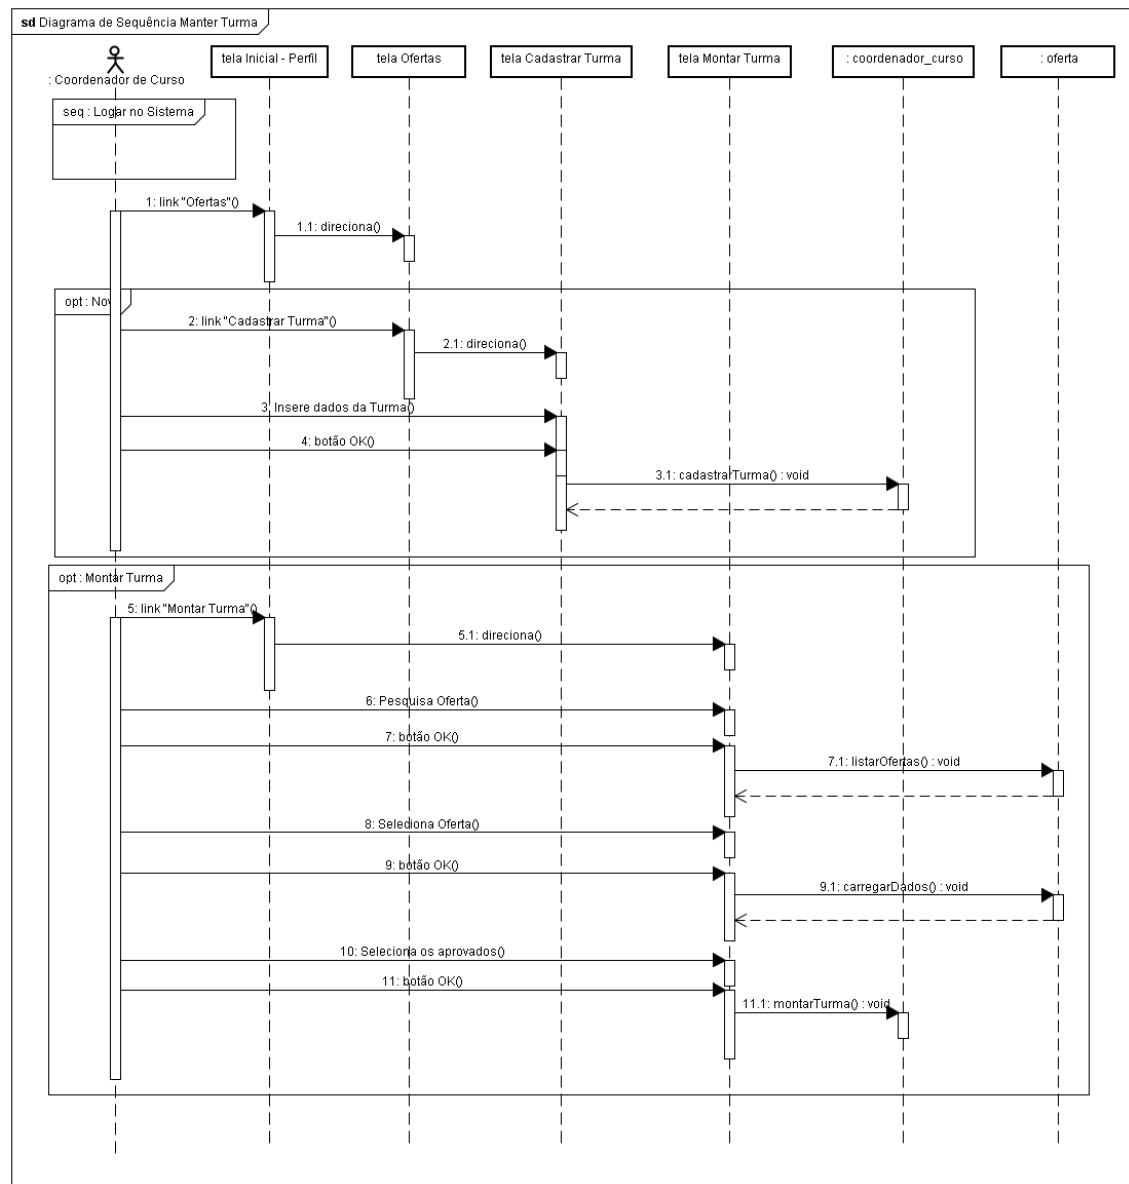 sd Diagrama de Sequência Manter Turma
: Coordenador de Curso
tela Inicial - Perfil
tela Ofertas
tela Cadastrar Turma
tela Montar Turma
: coordenador_curso
: oferta
seq : Logar no Sistema
1: link "Ofertas"()
1.1: direciona()
opt : Nov
2: link "Cadastrar Turma"()
2.1: direciona()
3: Insere dados da Turma()
4: botão OK()
3.1: cadastrarTurma() : void
opt : Montar Turma
5: link "Montar Turma"()
5.1: direciona()
6: Pesquisa Oferta()
7: botão OK()
7.1: listarOfertas() : void
8: Selediona Oferta()
9: botão OK()
9.1: carregarDados() : void
10: Seleciona os aprovados()
11: botão OK()
11.1: montarTurma() : void